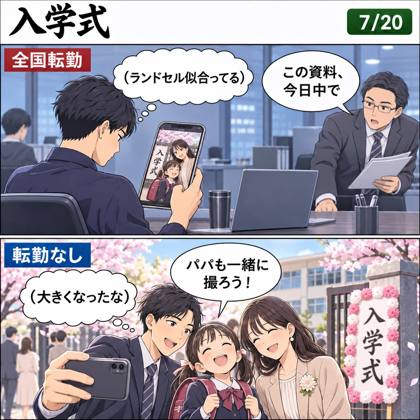 入学式
7/20
全国転勤
(ランドセル似合ってる)
この資料、
今日中で
入学式
転勤なし
(大きくなったな)
パパも一緒に
撮ろう!
入学式